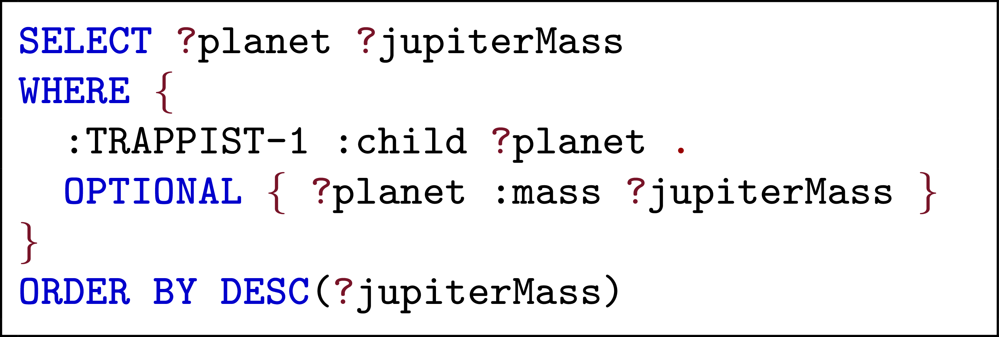 SELECT ?planet ?jupiterMass
WHERE {
  :TRAPPIST-1 :child ?planet .
  OPTIONAL { ?planet :mass ?jupiterMass }
}
ORDER BY DESC(?jupiterMass)